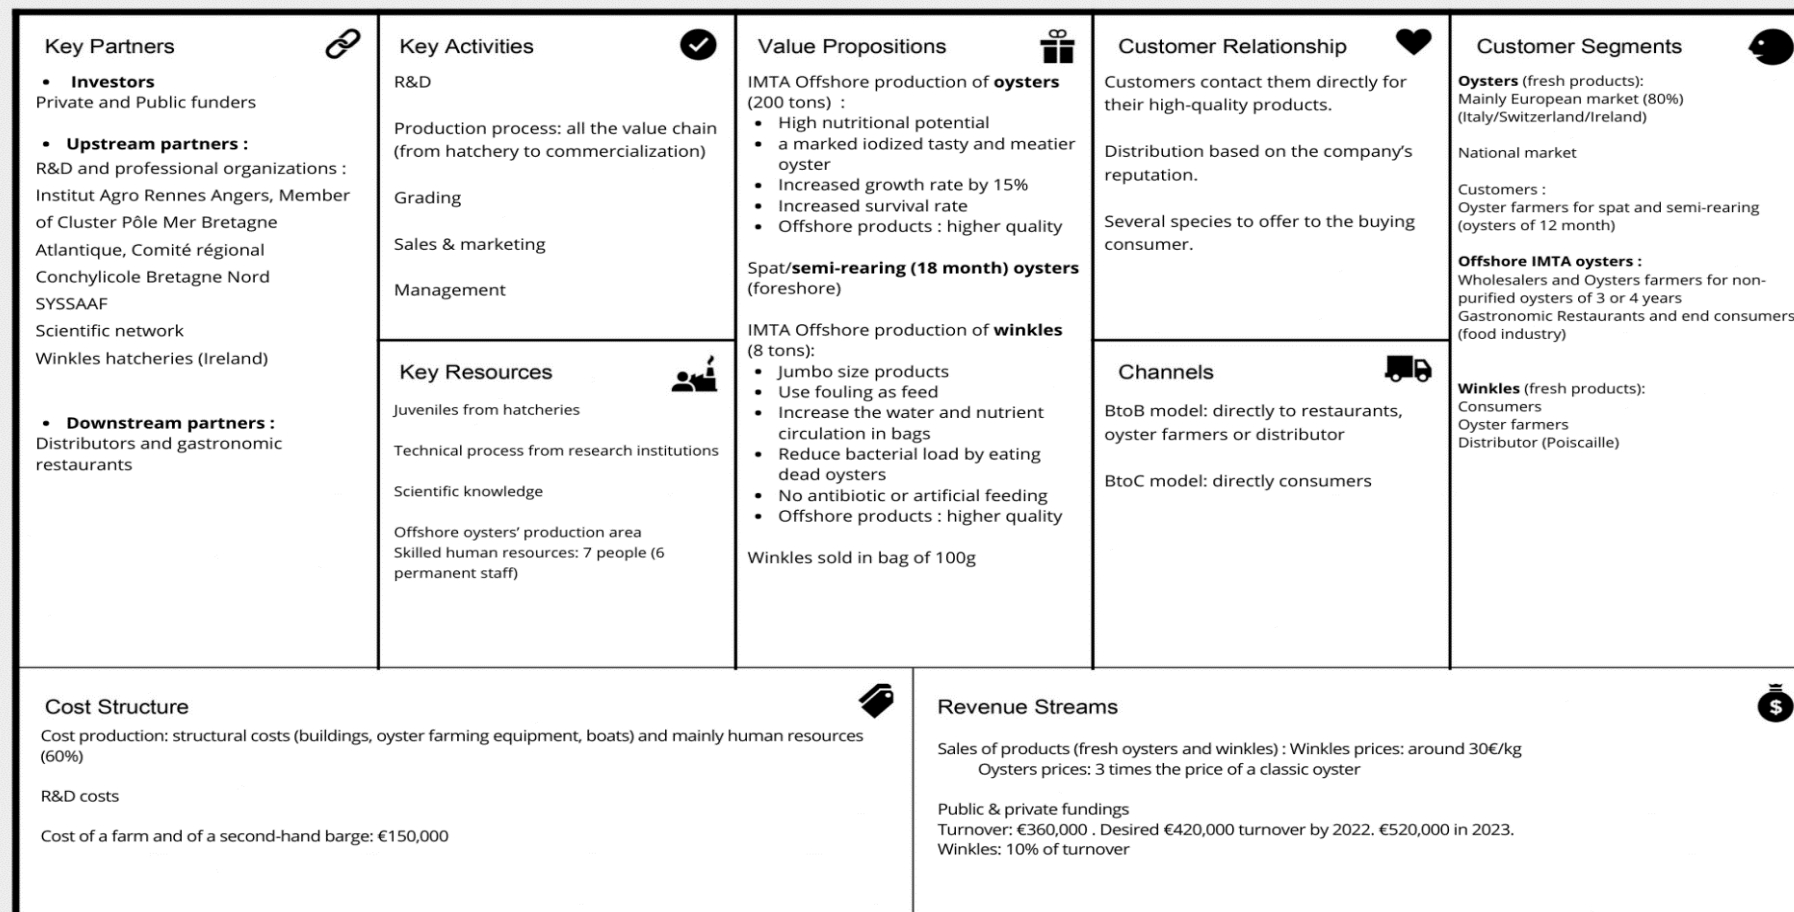 Key Partners
• Investors
Private and Public funders
• Upstream partners :
R&D and professional organizations :
Institut Agro Rennes Angers, Member
of Cluster Pôle Mer Bretagne
Atlantique, Comité régional
Conchylicole Bretagne Nord
SYSSAAF
Scientific network
Winkles hatcheries (Ireland)
• Downstream partners :
Distributors and gastronomic
restaurants
Key Activities
R&D
Production process: all the value chain
(from hatchery to commercialization)
Grading
Sales & marketing
Management
Key Resources
Juveniles from hatcheries
Technical process from research institutions
Scientific knowledge
Offshore oysters’ production area
Skilled human resources: 7 people (6
permanent staff)
Value Propositions
IMTA Offshore production of oysters
(200 tons) :
• High nutritional potential
• a marked iodized tasty and meatier
oyster
• Increased growth rate by 15%
• Increased survival rate
• Offshore products : higher quality
Spat/semi-rearing (18 month) oysters
(foreshore)
IMTA Offshore production of winkles
(8 tons):
• Jumbo size products
• Use fouling as feed
• Increase the water and nutrient
circulation in bags
• Reduce bacterial load by eating
dead oysters
• No antibiotic or artificial feeding
• Offshore products : higher quality
Winkles sold in bag of 100g
Customer Relationship
Customers contact them directly for
their high-quality products.
Distribution based on the company’s
reputation.
Several species to offer to the buying
consumer.
Channels
BtoB model: directly to restaurants,
oyster farmers or distributor
BtoC model: directly consumers
Customer Segments
Oysters (fresh products):
Mainly European market (80%)
(Italy/Switzerland/Ireland)
National market
Customers :
Oyster farmers for spat and semi-rearing
(oysters of 12 month)
Offshore IMTA oysters :
Wholesalers and Oysters farmers for non-
purified oysters of 3 or 4 years
Gastronomic Restaurants and end consumers
(food industry)
Winkles (fresh products):
Consumers
Oyster farmers
Distributor (Poiscaille)
Cost Structure
Cost production: structural costs (buildings, oyster farming equipment, boats) and mainly human resources
(60%)
R&D costs
Cost of a farm and of a second-hand barge: €150,000
Revenue Streams
$
Sales of products (fresh oysters and winkles) : Winkles prices: around 30€/kg
Oysters prices: 3 times the price of a classic oyster
Public & private fundings
Turnover: €360,000 . Desired €420,000 turnover by 2022. €520,000 in 2023.
Winkles: 10% of turnover